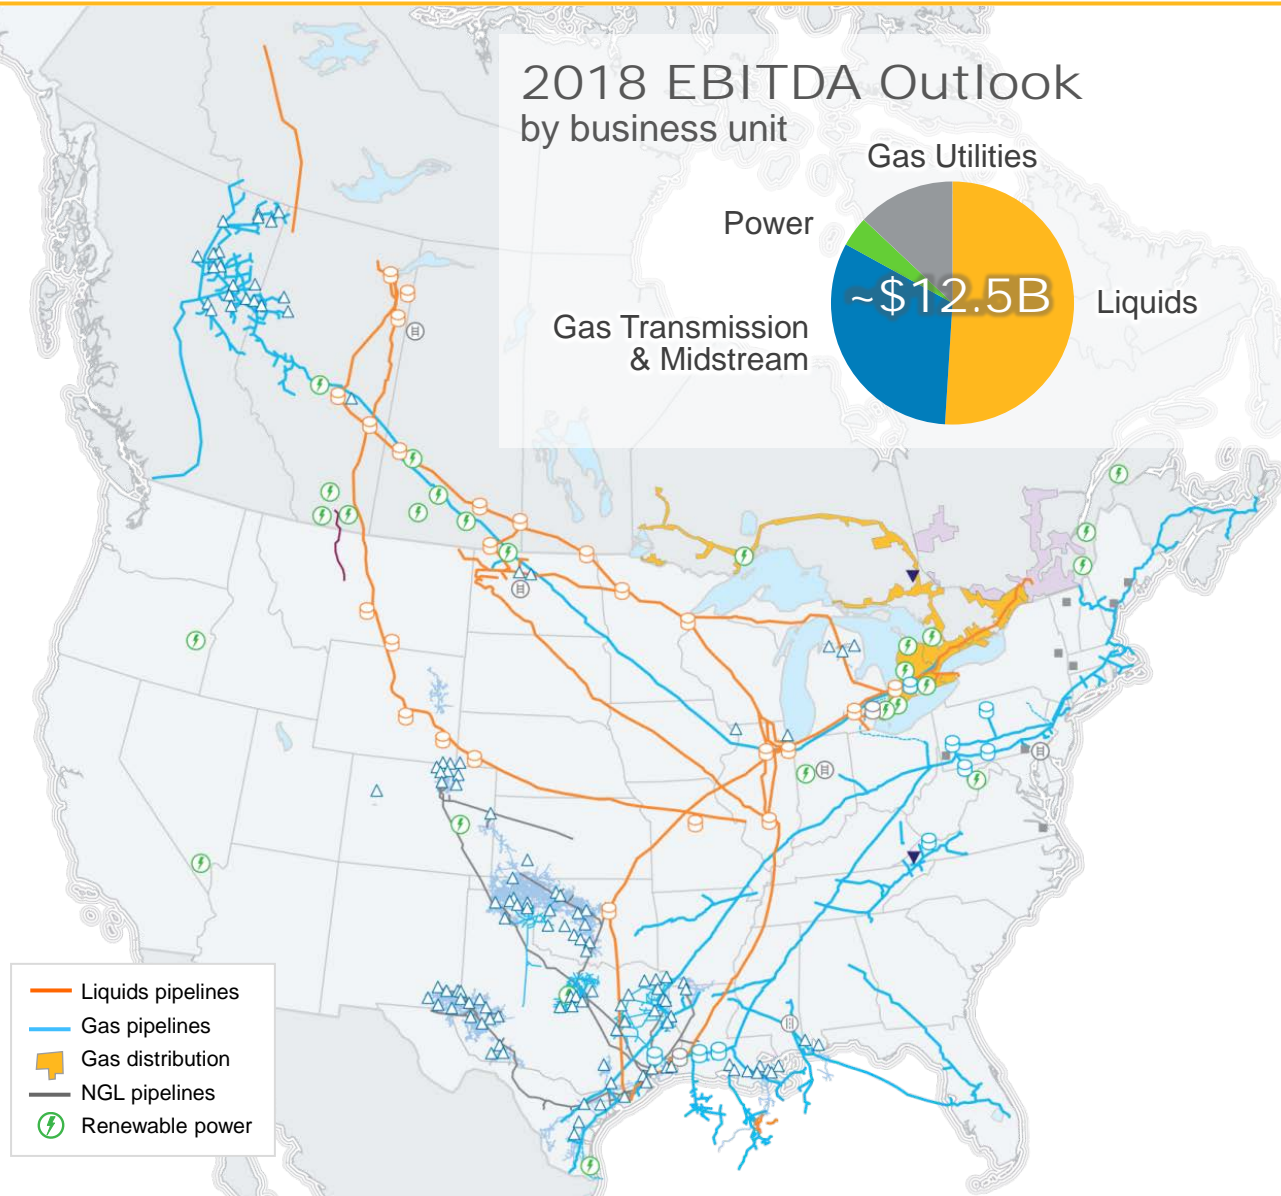 2018 EBITDA Outlook
by business unit
Gas Utilities
Power
~$12.5B
Liquids
Gas Transmission
& Midstream
Liquids pipelines
Gas pipelines
Gas distribution
NGL pipelines
Renewable power